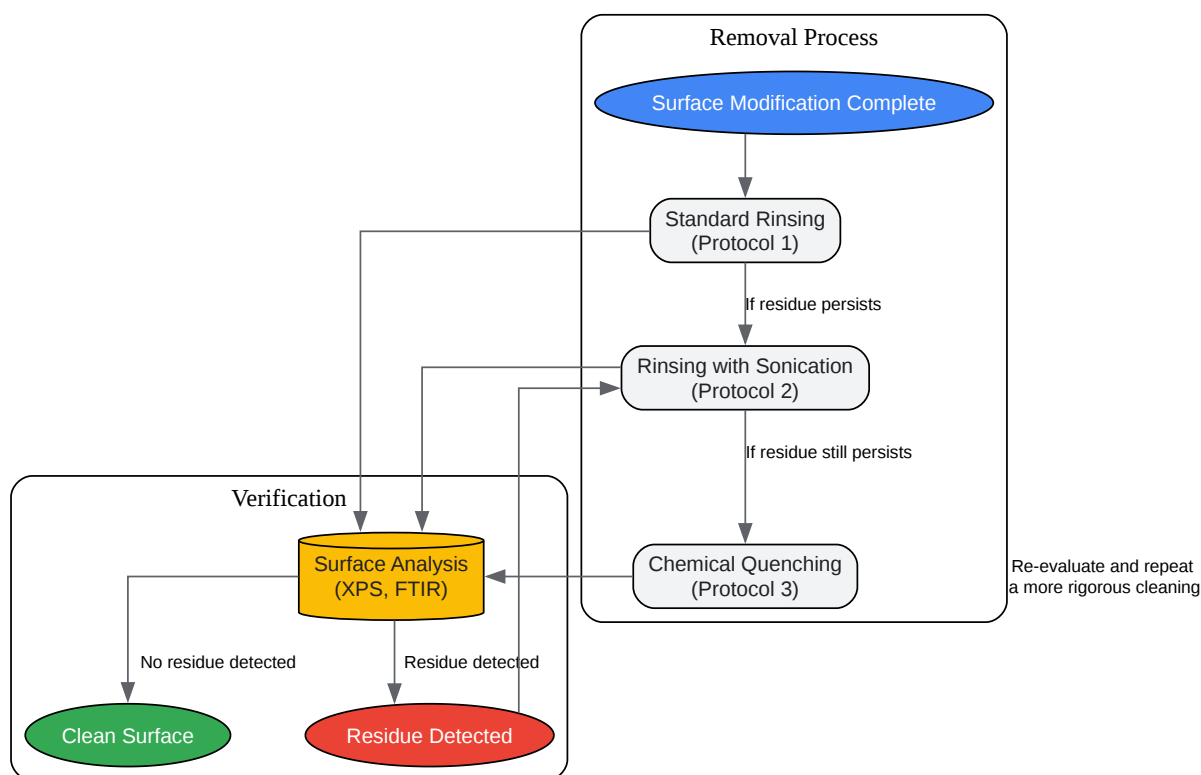 Removal Process
Surface Modification Complete
Standard Rinsing
(Protocol 1)
If residue persists
Rinsing with Sonication
(Protocol 2)
If residue still persists
Verification
Surface Analysis
(XPS, FTIR)
Chemical Quenching
(Protocol 3)
Re-evaluate and repeat
a more rigorous cleaning
No residue detected
Residue detected
Clean Surface
Residue Detected